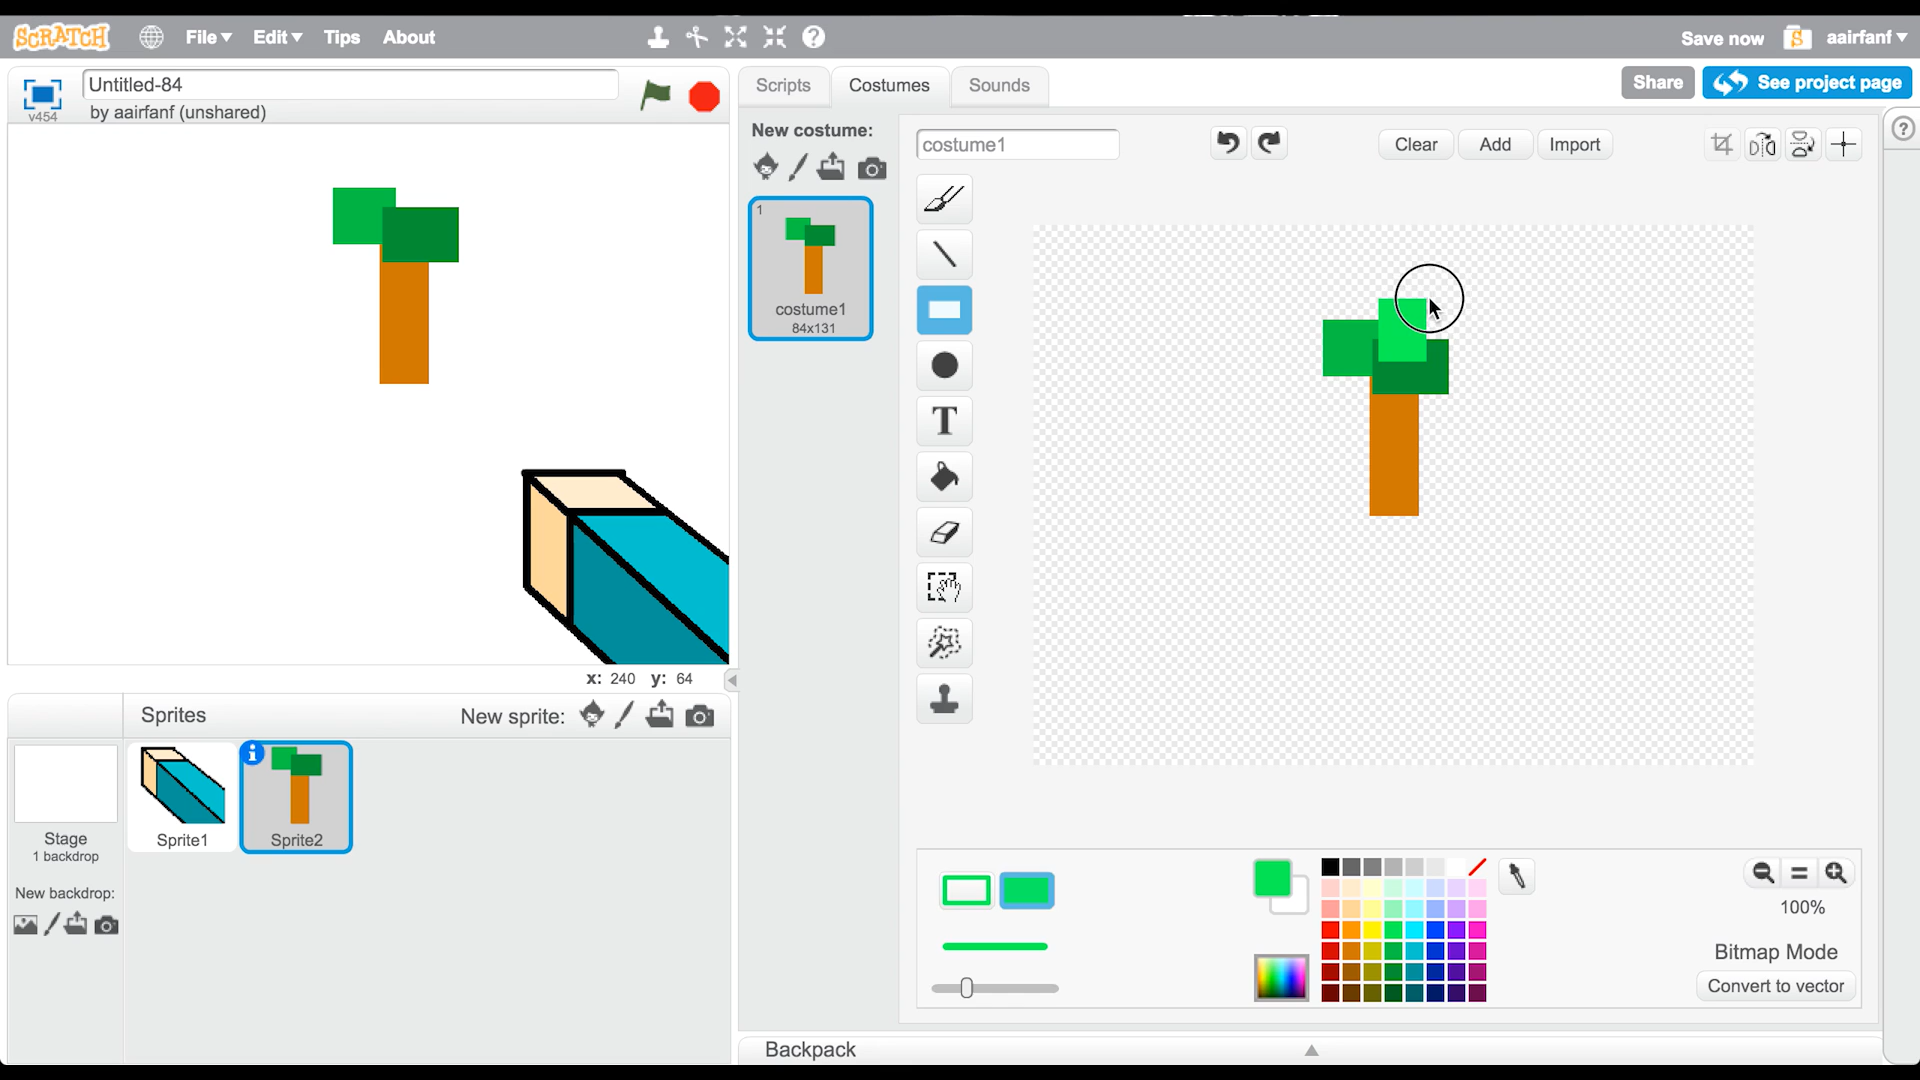 SCRATCH File Edit Tips About Save now aairfanf
v454 Untitled-84
by aairfanf (unshared)
Scripts Costumes Sounds Share See project page
New costume:
costume1 Clear Add Import
1
costume1
84x131
T
x: 240 y: 64
Sprites New sprite:
Sprite1 Sprite2
Stage
1 backdrop
New backdrop:
100%
Bitmap Mode
Convert to vector
Backpack